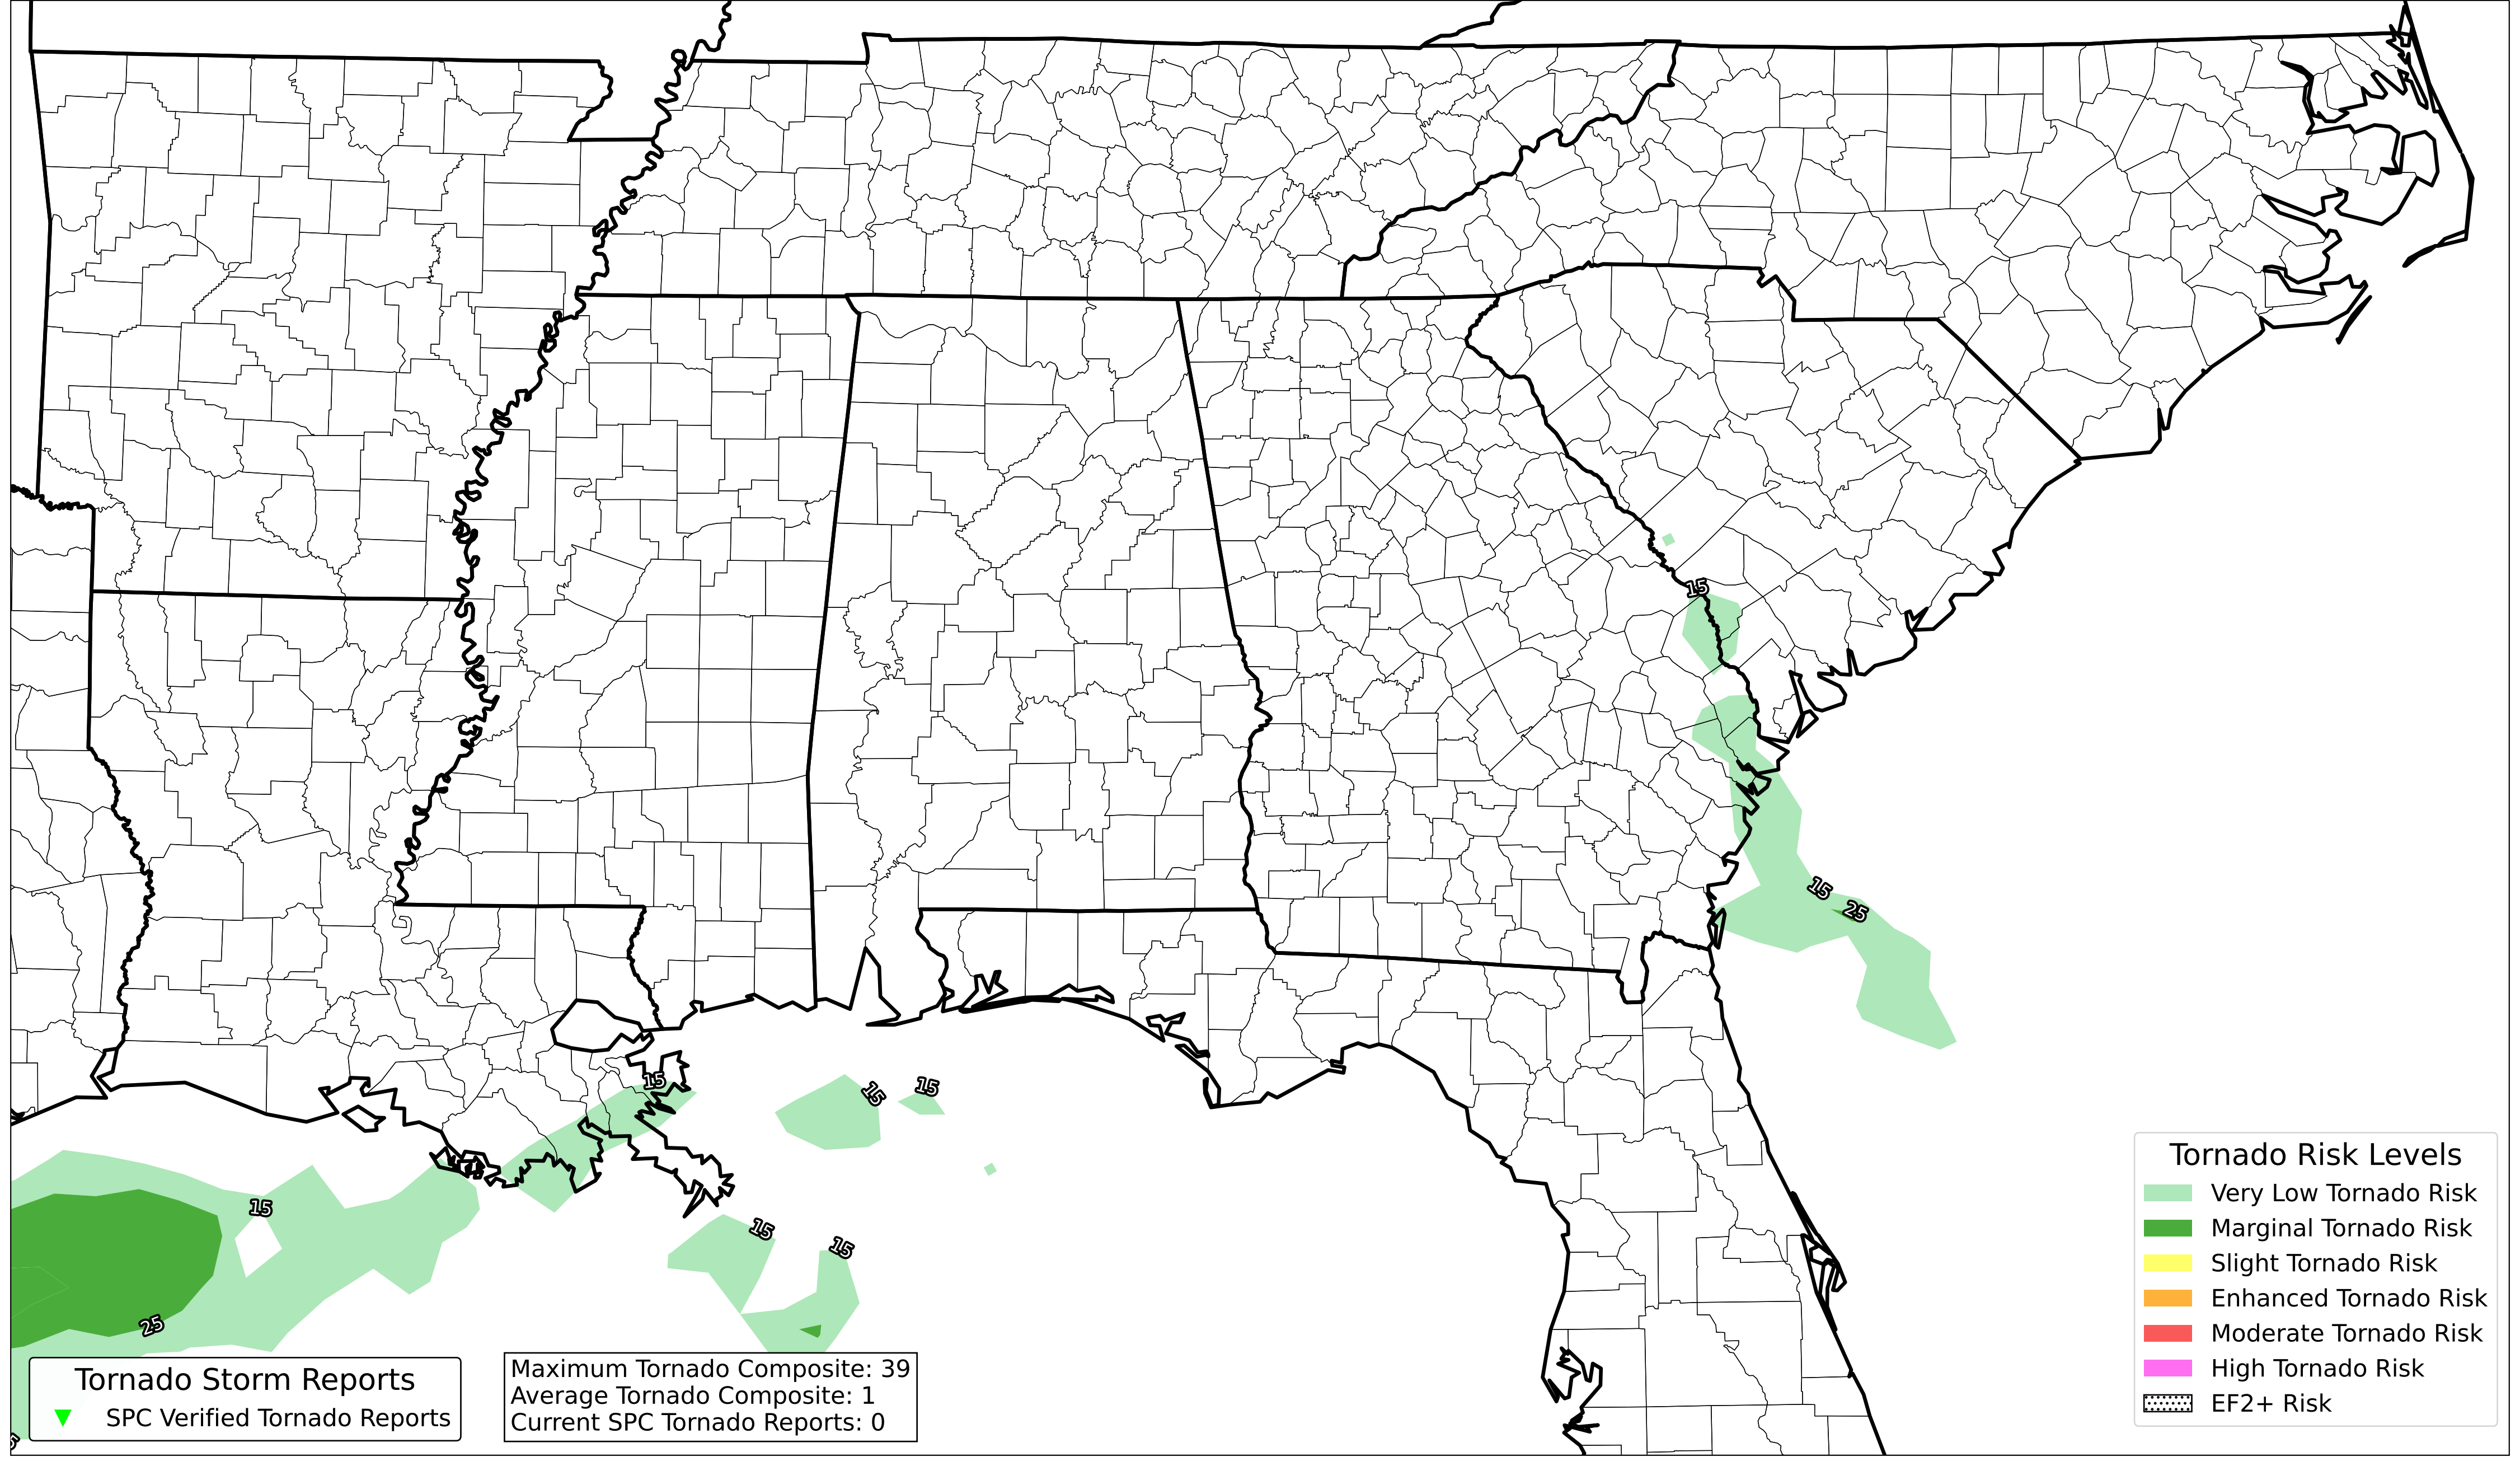 15
15
25
15
15
15
15
15
15
25
Tornado Risk Levels
Very Low Tornado Risk
Marginal Tornado Risk
Slight Tornado Risk
Enhanced Tornado Risk
Moderate Tornado Risk
High Tornado Risk
EF2+ Risk
Tornado Storm Reports
SPC Verified Tornado Reports
Maximum Tornado Composite: 39
Average Tornado Composite: 1
Current SPC Tornado Reports: 0